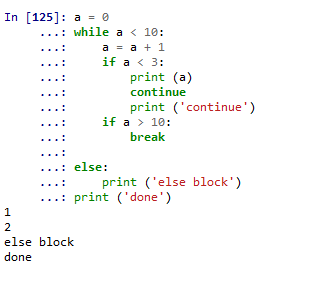 In [125]: a = 0
     ...: while a < 10:
     ...:     a = a + 1
     ...:     if a < 3:
     ...:         print (a)
     ...:         continue
     ...:         print ('continue')
     ...:     if a > 10:
     ...:         break
     ...:
     ...: else:
     ...:     print ('else block')
     ...: print ('done')
1
2
else block
done